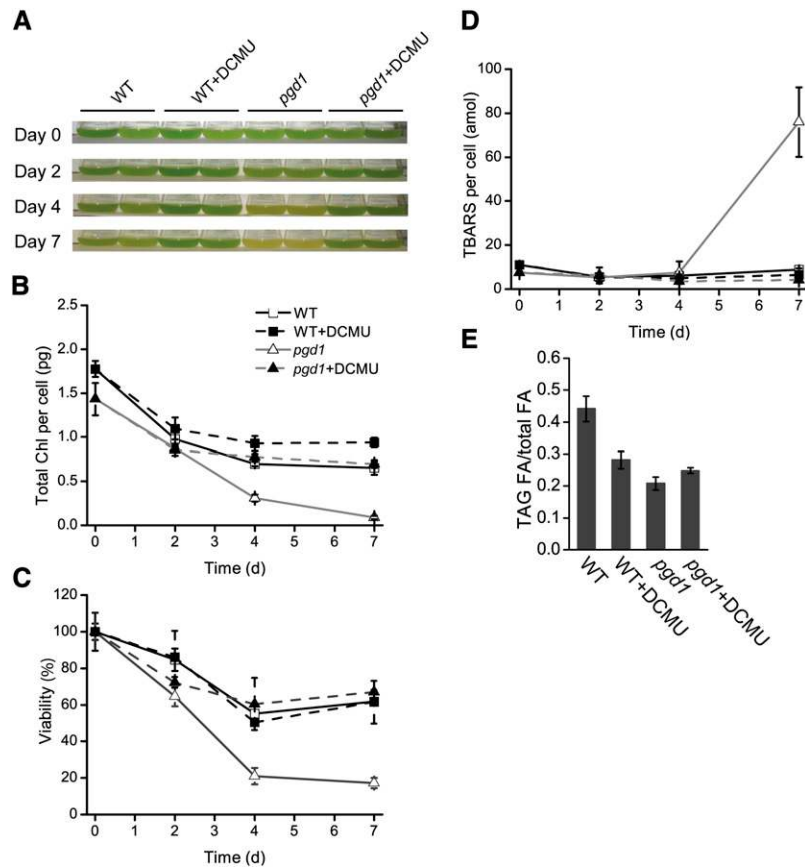 A
WT WT+DCMU pgd1 pgd1+DCMU
Day 0
Day 2
Day 4
Day 7
B
2.5
2.0
1.5
1.0
0.5
0.0
Total Chl per cell (pg)
WT
WT+DCMU
pgd1
pgd1+DCMU
0 1 2 3 4 5 6 7
Time (d)
C
120
100
80
60
40
20
0
Viability (%)
0 1 2 3 4 5 6 7
Time (d)
D
100
80
60
40
20
0
TBARS per cell (amol)
0 1 2 3 4 5 6 7
Time (d)
E
0.6
0.5
0.4
0.3
0.2
0.1
0.0
TAG FA/total FA
WT
WT+DCMU
pgd1
pgd1+DCMU